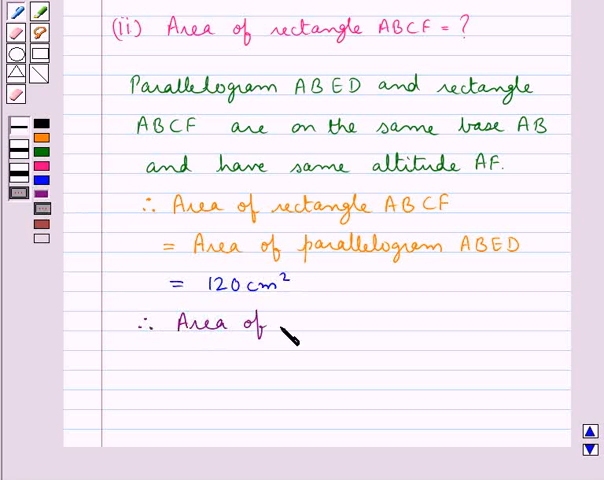 (ii) Area of rectangle ABCF = ?
Parallelogram ABED and rectangle
ABCF are on the same base AB
and have same altitude AF.
∴ Area of rectangle ABCF
= Area of parallelogram ABED
= 120 cm²
∴ Area of